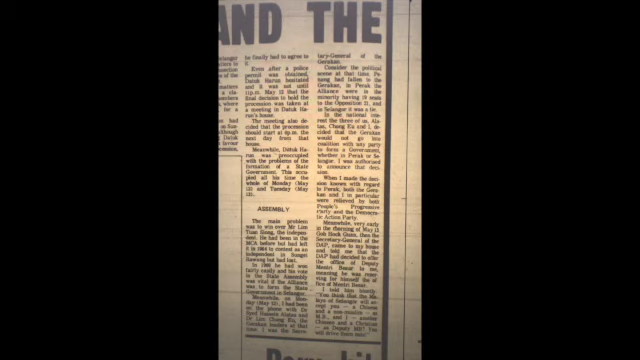 AND THE
he finally had to agree to
it.
Even after a police
permit was obtained,
Datuk Harun hesitated
and it was not until
11p.m. May 12 that the
final decision to hold the
procession was taken at
a meeting in Datuk Ha-
run's house.
The meeting also de-
cided that the procession
should start at 6p.m. the
next day from that
house.
Meanwhile, Datuk Ha-
run was preoccupied
with the problems of the
formation of a State
Government. This occu-
pied all his time the
whole of Monday (May
12) and Tuesday (May
13).
ASSEMBLY
The main problem
was to win over Mr Lim
Tuan Siong, the indepen-
dent. He had been in the
MCA before but had left
it in 1964 to contest as an
independent in Sungei
Rawang but had lost.
In 1969 he had won
fairly easily and his vote
in the State Assembly
was vital if the Alliance
was to form the State
Government in Selangor.
Meanwhile, on Mon-
day (May 12), I had been
on the phone with Dr
Syed Hussein Alatas and
Dr Lim Chong Eu, the
Gerakan leaders at that
time. I was the Secre-
tary-General of the
Gerakan.
Consider the political
scene at that time. Pe-
nang had fallen to the
Gerakan, in Perak the
Alliance were in the
minority having 19 seats
to the Opposition 21, and
in Selangor it was a tie.
In the national inte-
rest the three of us, Ala-
tas, Chong Eu and I, de-
cided that the Gerakan
would not go into
coalition with any party
to form a Government,
whether in Perak or Se-
langor. I was authorised
to announce that deci-
sion.
When I made the deci-
sion known with regard
to Perak, both the Gera-
kan and I in particular
were reviled by both
People's Progressive
Party and the Democra-
tic Action Party.
Meanwhile, very early
in the morning of May 13
Goh Hock Guan, then the
Secretary-General of the
DAP, came to my house
and told me that the
DAP had decided to offer
the office of Deputy
Mentri Besar to me,
meaning he was reserv-
ing for himself the of-
fice of Mentri Besar.
I told him bluntly:
"You think that the Ma-
lays of Selangor will ac-
cept you — a Chinese
and a non-muslim — as
M.B., and I — another
Chinese and a Christian
— as Deputy MB? You
will drive them mad."